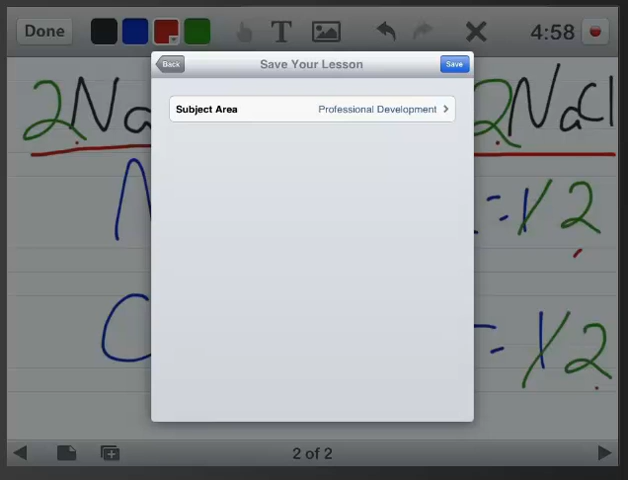 Done T 4:58
Back Save Your Lesson Save
Subject Area Professional Development
2Na 2NaCl
N = 1 2
C = 1 2
2 of 2